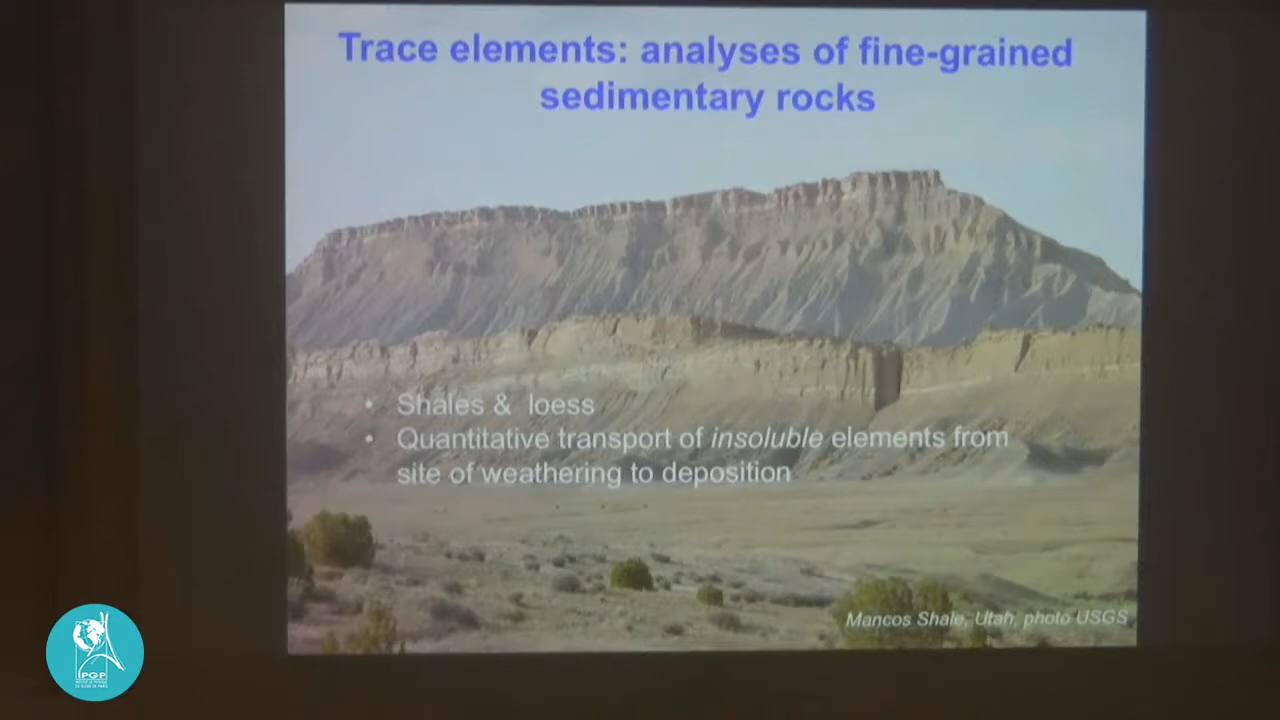 Trace elements: analyses of fine-grained
sedimentary rocks
• Shales & loess
• Quantitative transport of insoluble elements from
site of weathering to deposition
Mancos Shale, Utah, photo USGS
IPGP